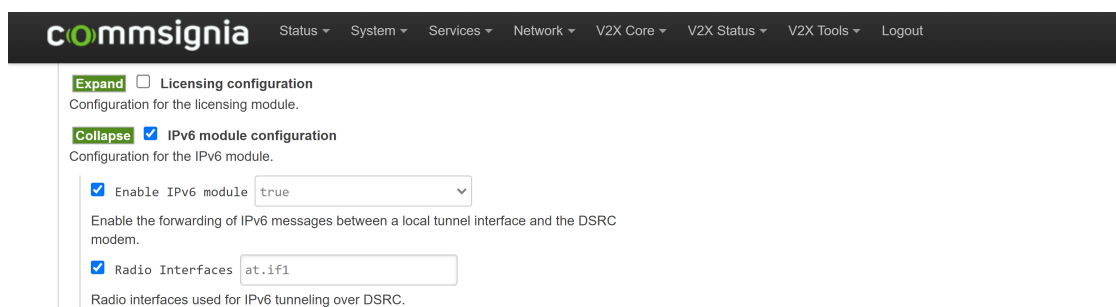 commsignia Status System Services Network V2X Core V2X Status V2X Tools Logout
Expand Licensing configuration
Configuration for the licensing module.
Collapse IPv6 module configuration
Configuration for the IPv6 module.
Enable IPv6 module true
Enable the forwarding of IPv6 messages between a local tunnel interface and the DSRC
modem.
Radio Interfaces at.if1
Radio interfaces used for IPv6 tunneling over DSRC.